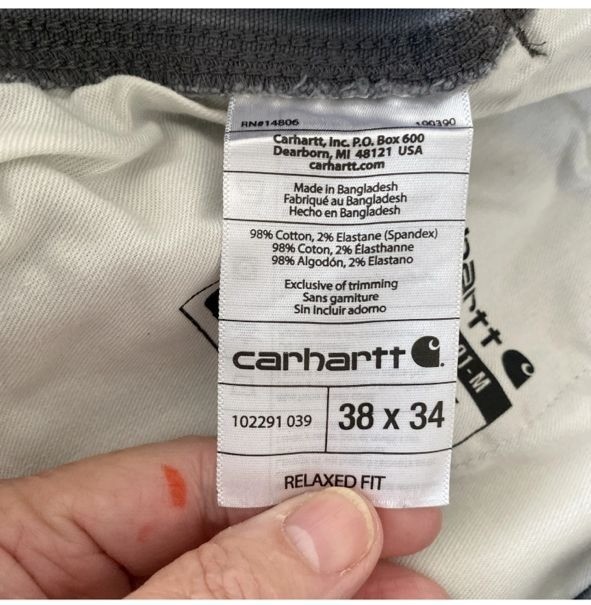 RN#14806 100390
Carhartt, Inc. P.O. Box 600
Dearborn, MI 48121 USA
carhartt.com
Made in Bangladesh
Fabriqué au Bangladesh
Hecho en Bangladesh
98% Cotton, 2% Elastane (Spandex)
98% Coton, 2% Élasthanne
98% Algodón, 2% Elastano
Exclusive of trimming
Sans garniture
Sin incluir adorno
carhartt
102291 039
38 x 34
RELAXED FIT